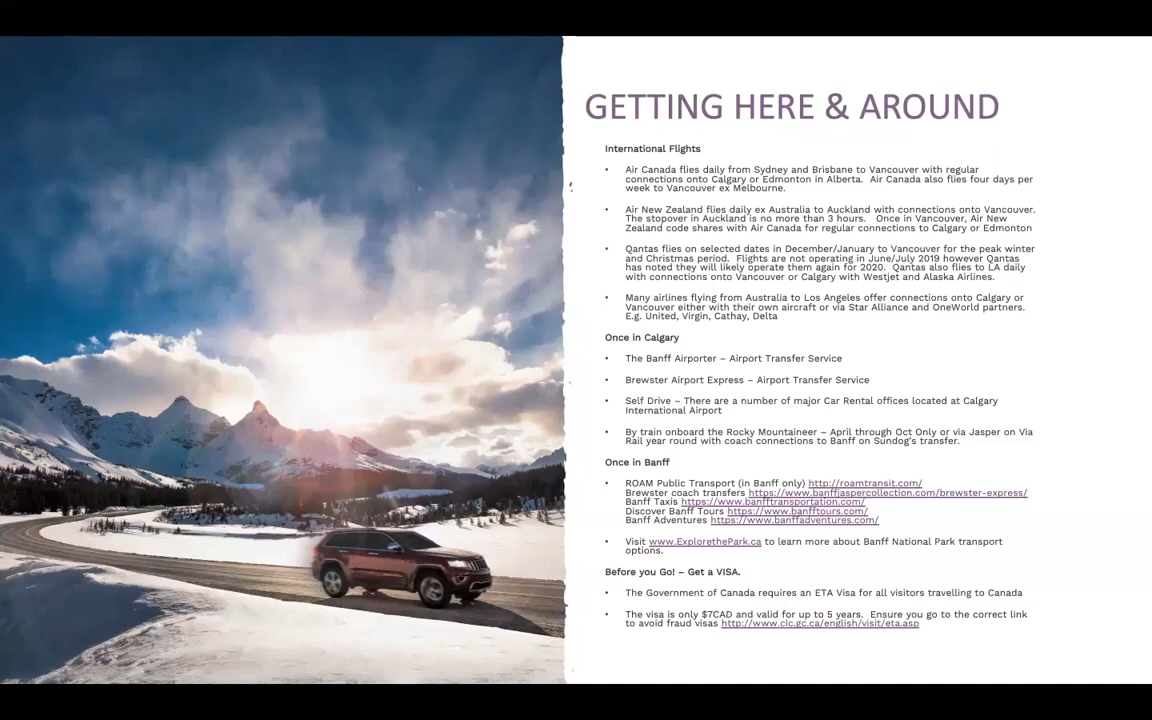 GETTING HERE & AROUND
International Flights
• Air Canada flies daily from Sydney and Brisbane to Vancouver with regular
connections onto Calgary or Edmonton in Alberta.  Air Canada also flies four days per
week to Vancouver ex Melbourne.
• Air New Zealand flies daily ex Australia to Auckland with connections onto Vancouver.
The stopover in Auckland is no more than 3 hours.   Once in Vancouver, Air New
Zealand code shares with Air Canada for regular connections to Calgary or Edmonton
• Qantas flies on selected dates in December/January to Vancouver for the peak winter
and Christmas period.  Flights are not operating in June/July 2019 however Qantas
has noted they will likely operate them again for 2020.  Qantas also flies to LA daily
with connections onto Vancouver or Calgary with Westjet and Alaska Airlines.
• Many airlines flying from Australia to Los Angeles offer connections onto Calgary or
Vancouver either with their own aircraft or via Star Alliance and OneWorld partners.
E.g. United, Virgin, Cathay, Delta
Once in Calgary
• The Banff Airporter – Airport Transfer Service
• Brewster Airport Express – Airport Transfer Service
• Self Drive – There are a number of major Car Rental offices located at Calgary
International Airport
• By train onboard the Rocky Mountaineer – April through Oct Only or via Jasper on Via
Rail year round with coach connections to Banff on Sundog's transfer.
Once in Banff
• ROAM Public Transport (in Banff only) http://roamtransit.com/
Brewster coach transfers https://www.banffjaspercollection.com/brewster-express/
Banff Taxis https://www.banfftransportation.com/
Discover Banff Tours https://www.banfftours.com/
Banff Adventures https://www.banffadventures.com/
• Visit www.ExplorethePark.ca to learn more about Banff National Park transport
options.
Before you Go! – Get a VISA.
• The Government of Canada requires an ETA Visa for all visitors travelling to Canada
• The visa is only $7CAD and valid for up to 5 years.  Ensure you go to the correct link
to avoid fraud visas http://www.cic.gc.ca/english/visit/eta.asp